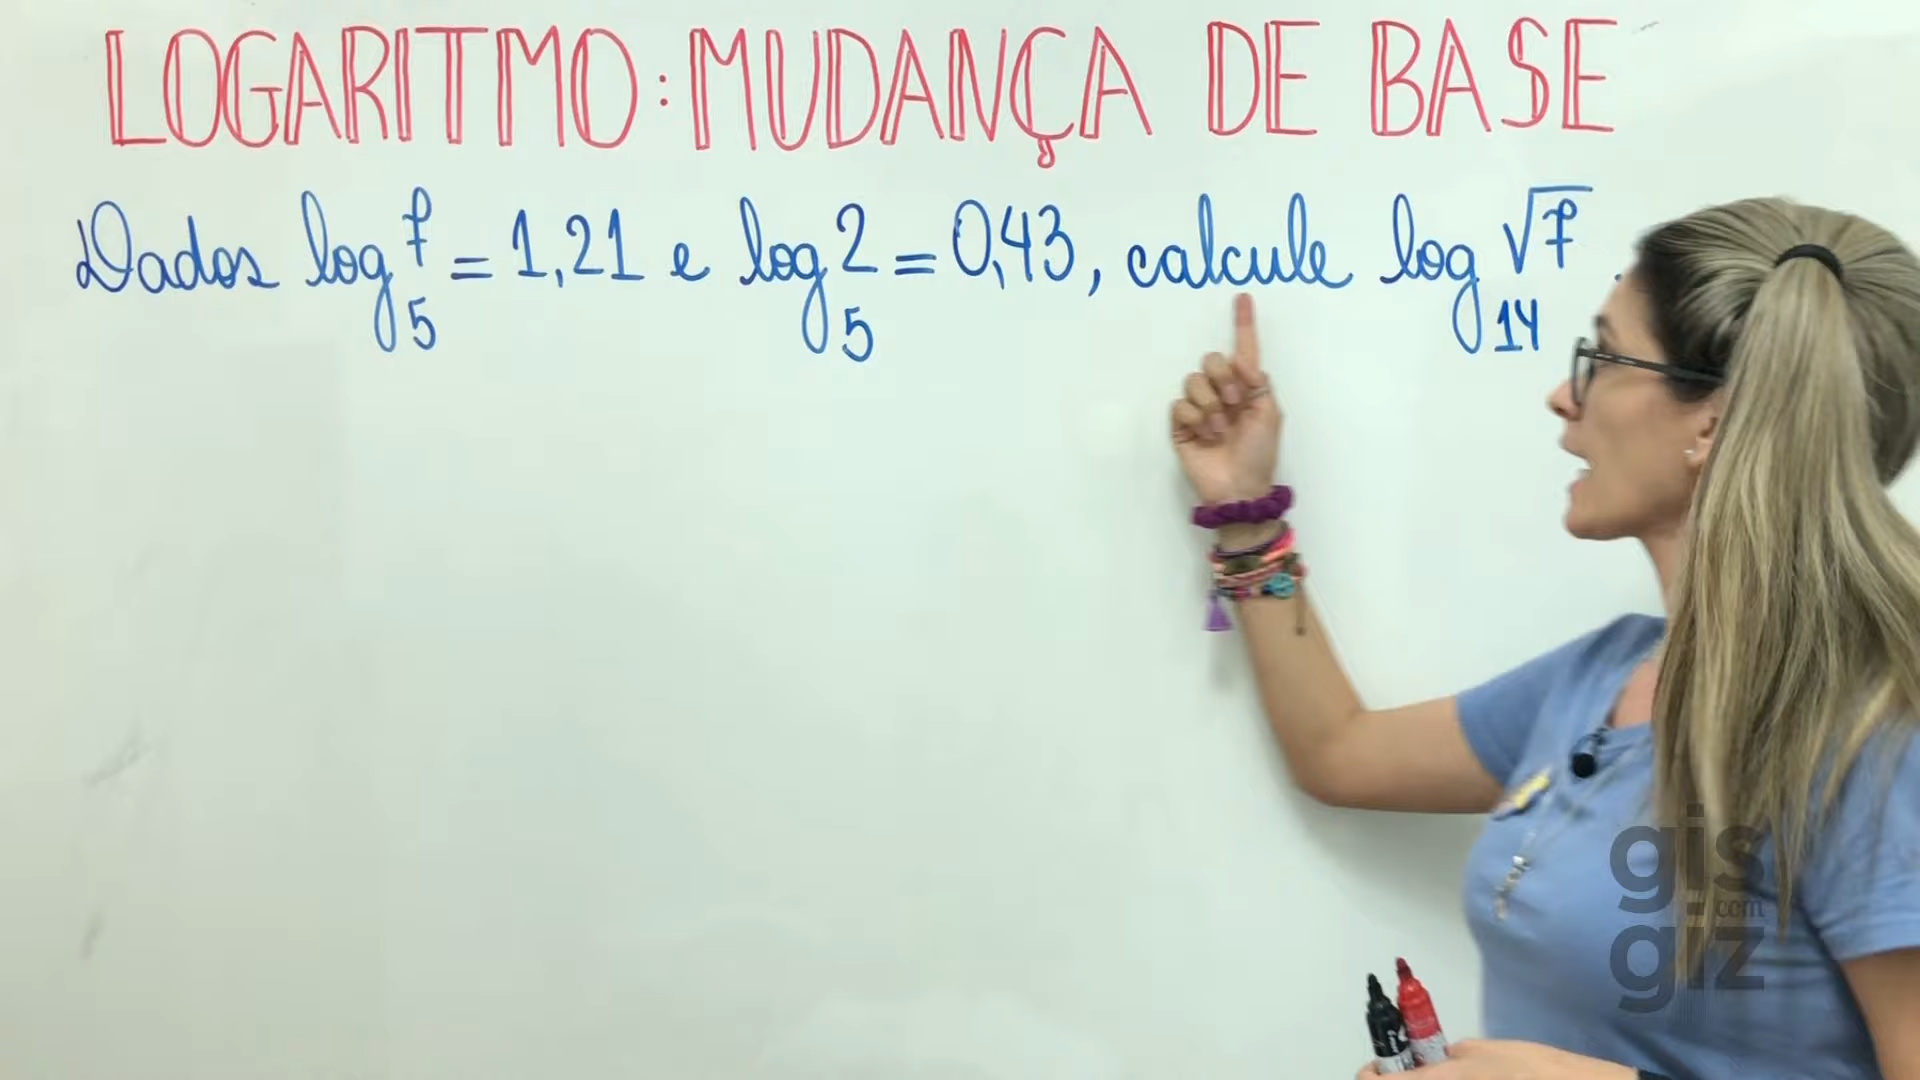 LOGARITMO: MUDANÇA DE BASE
Dados log₅ 7 = 1,21 e log₅ 2 = 0,43, calcule log₁₄ √7.
gis
com
giz